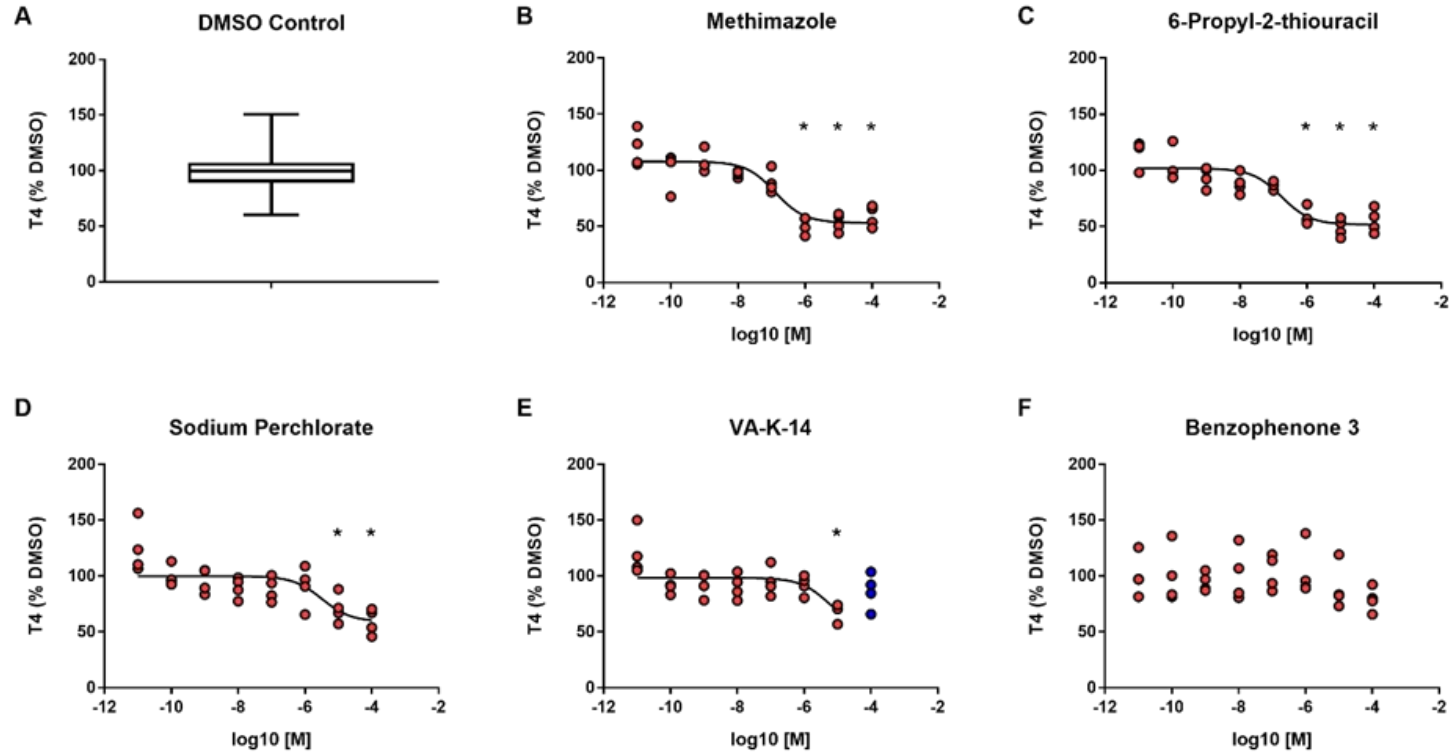 A
DMSO Control
T4 (% DMSO)
200
150
100
50
0
B
Methimazole
T4 (% DMSO)
200
150
100
50
0
* * *
-12 -10 -8 -6 -4 -2
log10 [M]
C
6-Propyl-2-thiouracil
T4 (% DMSO)
200
150
100
50
0
* * *
-12 -10 -8 -6 -4 -2
log10 [M]
D
Sodium Perchlorate
T4 (% DMSO)
200
150
100
50
0
* *
-12 -10 -8 -6 -4 -2
log10 [M]
E
VA-K-14
T4 (% DMSO)
200
150
100
50
0
*
-12 -10 -8 -6 -4 -2
log10 [M]
F
Benzophenone 3
T4 (% DMSO)
200
150
100
50
0
-12 -10 -8 -6 -4 -2
log10 [M]